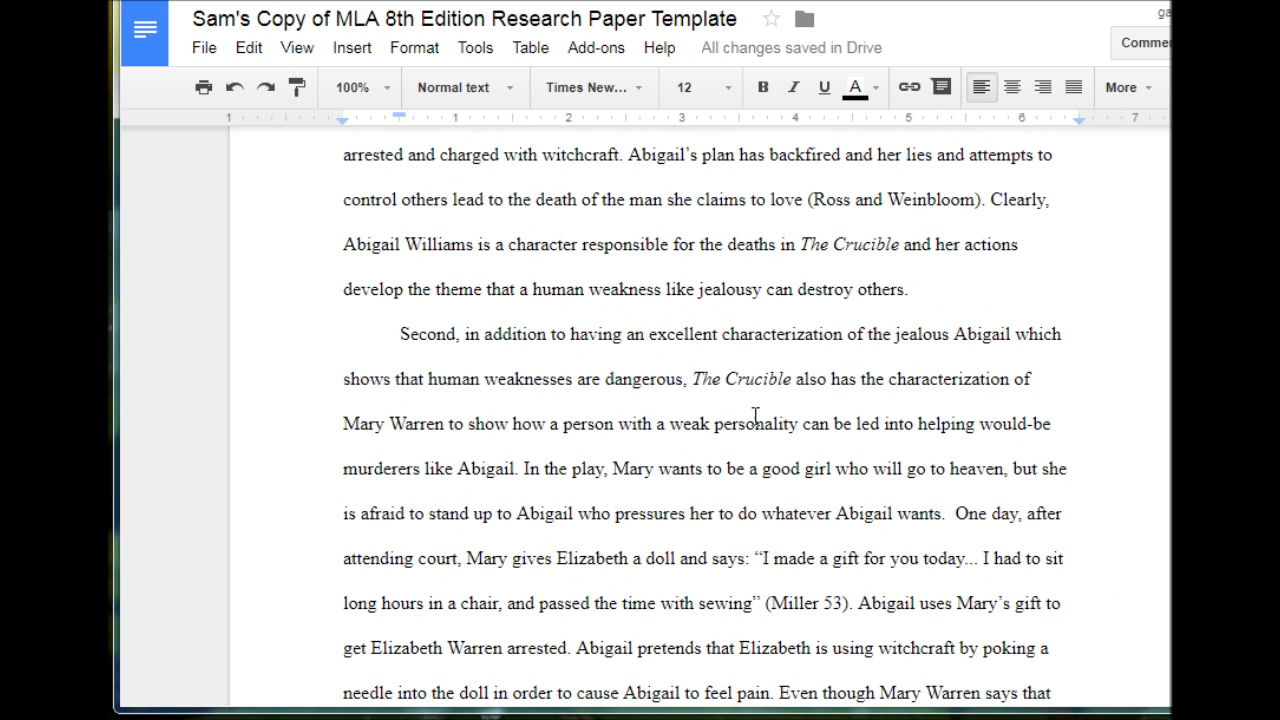 Sam's Copy of MLA 8th Edition Research Paper Template
File Edit View Insert Format Tools Table Add-ons Help All changes saved in Drive
100% Normal text Times New... 12 B I U A More
1 1 2 3 4 5 6 7
arrested and charged with witchcraft. Abigail’s plan has backfired and her lies and attempts to
control others lead to the death of the man she claims to love (Ross and Weinbloom). Clearly,
Abigail Williams is a character responsible for the deaths in The Crucible and her actions
develop the theme that a human weakness like jealousy can destroy others.
Second, in addition to having an excellent characterization of the jealous Abigail which
shows that human weaknesses are dangerous, The Crucible also has the characterization of
Mary Warren to show how a person with a weak personality can be led into helping would-be
murderers like Abigail. In the play, Mary wants to be a good girl who will go to heaven, but she
is afraid to stand up to Abigail who pressures her to do whatever Abigail wants.  One day, after
attending court, Mary gives Elizabeth a doll and says: “I made a gift for you today... I had to sit
long hours in a chair, and passed the time with sewing” (Miller 53). Abigail uses Mary’s gift to
get Elizabeth Warren arrested. Abigail pretends that Elizabeth is using witchcraft by poking a
needle into the doll in order to cause Abigail to feel pain. Even though Mary Warren says that